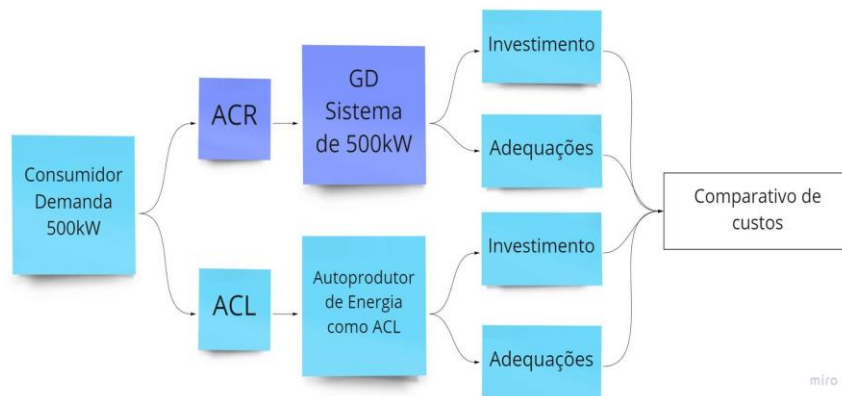 Consumidor
Demanda
500kW
ACR
GD
Sistema
de 500kW
Investimento
Adequações
ACL
Autoprodutor
de Energia
como ACL
Investimento
Adequações
Comparativo de
custos
miro